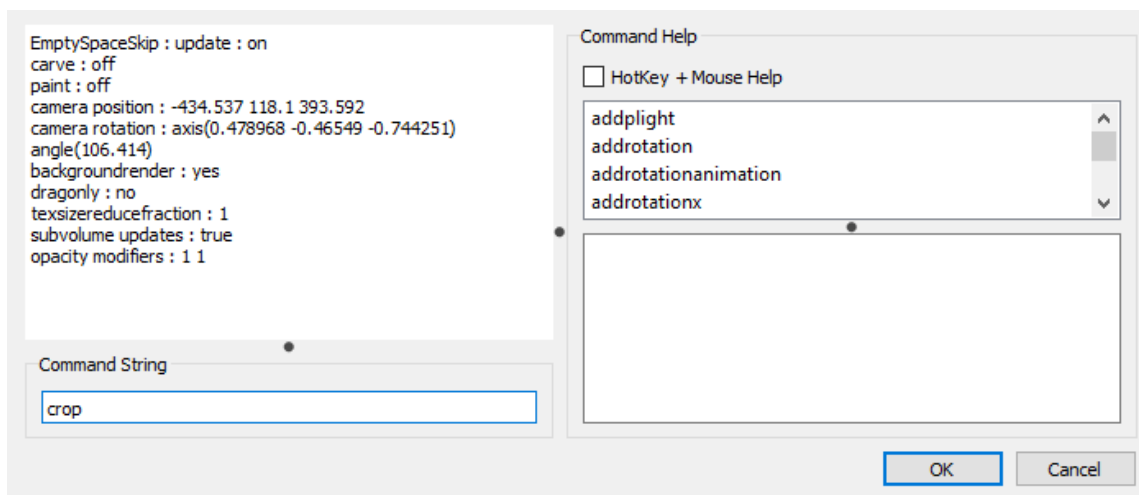 EmptySpaceSkip : update : on
carve : off
paint : off
camera position : -434.537 118.1 393.592
camera rotation : axis(0.478968 -0.46549 -0.744251)
angle(106.414)
backgroundrender : yes
dragonly : no
texsizereducefraction : 1
subvolume updates : true
opacity modifiers : 1 1
Command String
crop
Command Help
HotKey + Mouse Help
addplight
addrotation
addrotationanimation
addrotationx
OK
Cancel